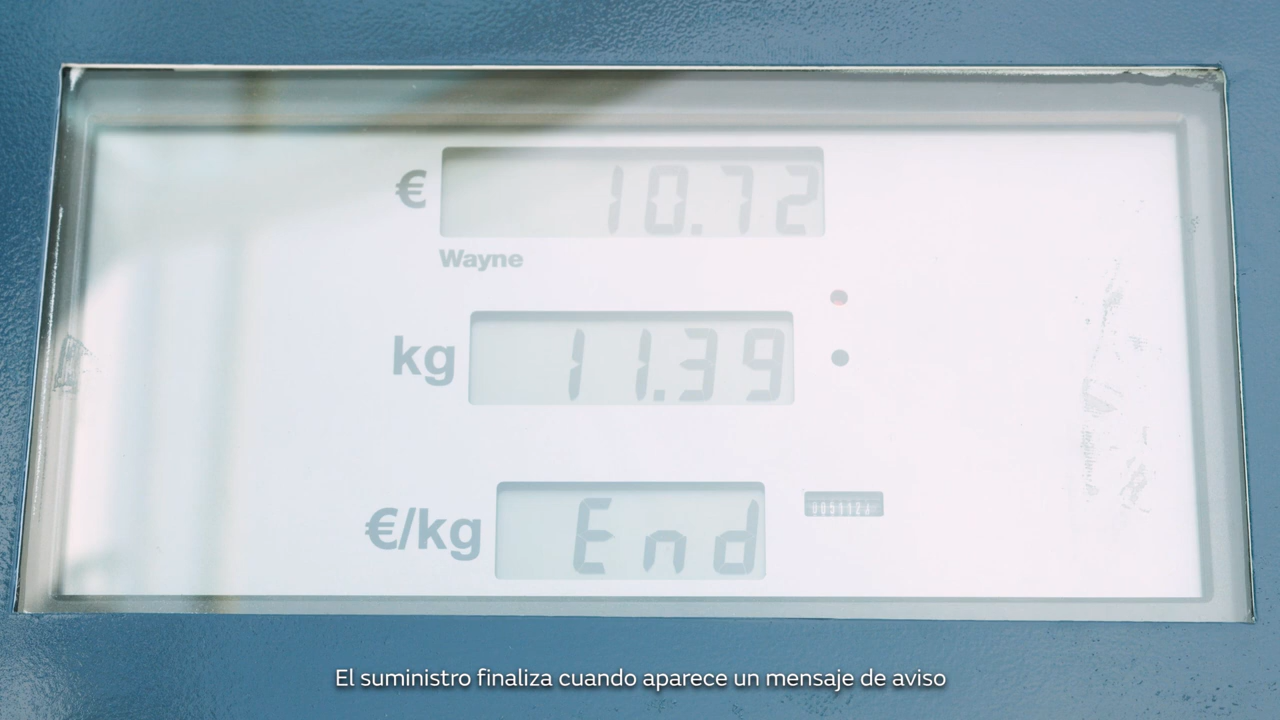 € 10.72
Wayne
kg 11.39
€/kg End
El suministro finaliza cuando aparece un mensaje de aviso